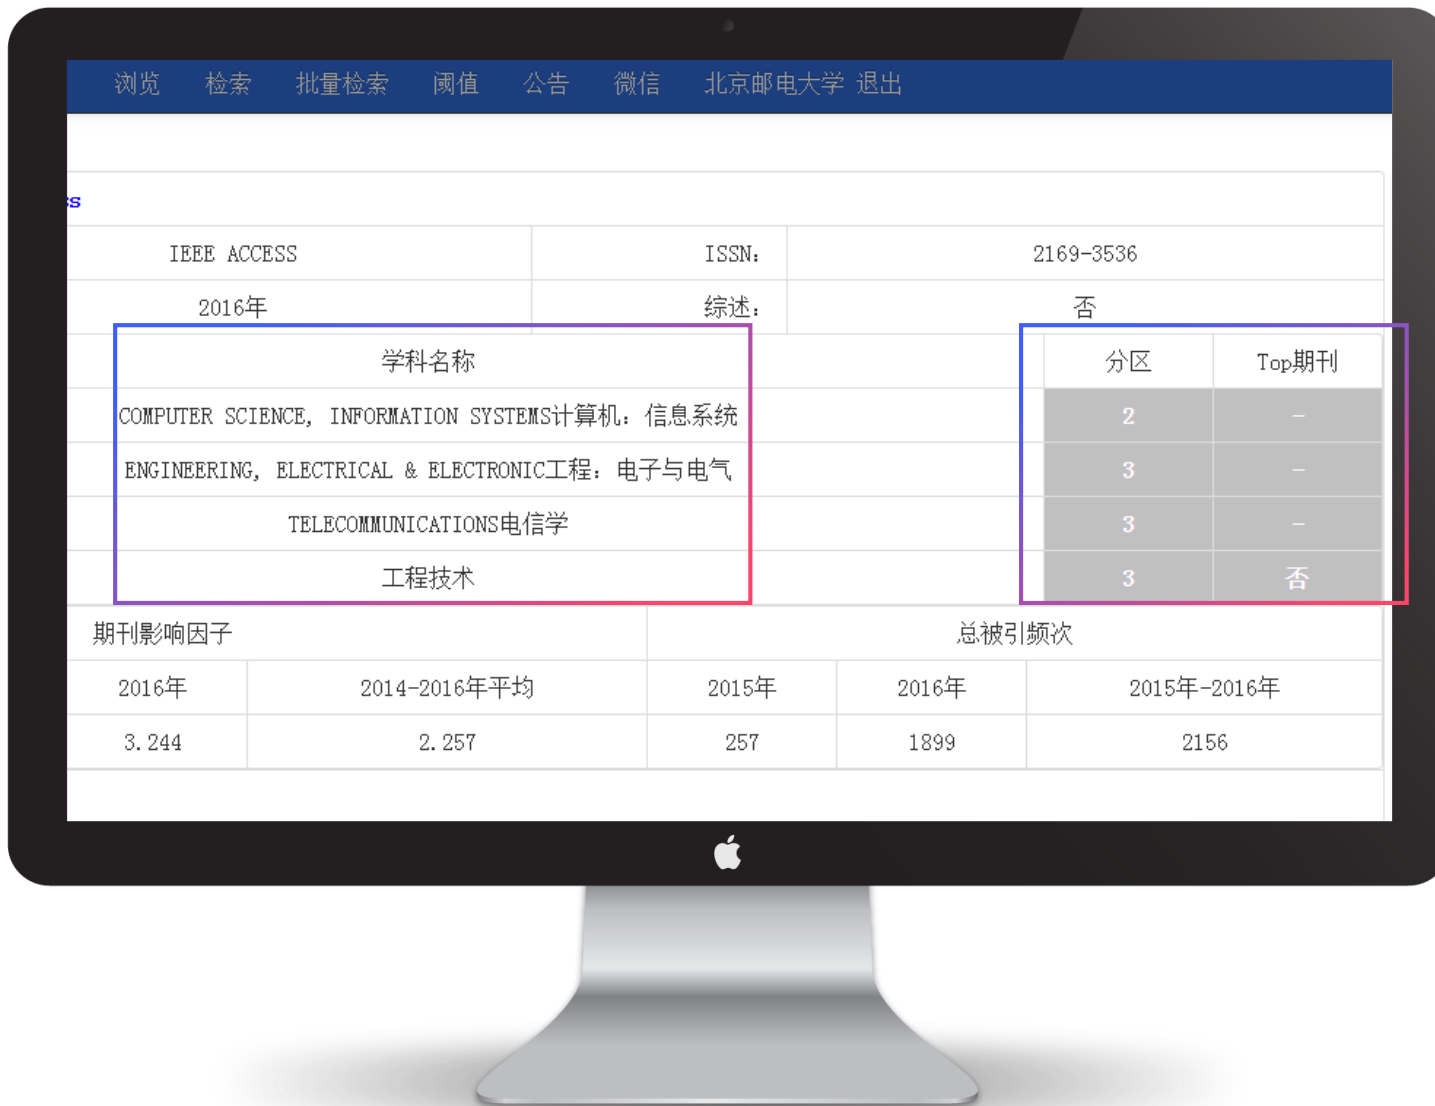 浏览 检索 批量检索 阈值 公告 微信 北京邮电大学 退出
ss
IEEE ACCESS ISSN: 2169-3536
2016年 综述: 否
学科名称 分区 Top期刊
COMPUTER SCIENCE, INFORMATION SYSTEMS计算机：信息系统 2 -
ENGINEERING, ELECTRICAL & ELECTRONIC工程：电子与电气 3 -
TELECOMMUNICATIONS电信学 3 -
工程技术 3 否
期刊影响因子 总被引频次
2016年 2014-2016年平均 2015年 2016年 2015年-2016年
3.244 2.257 257 1899 2156